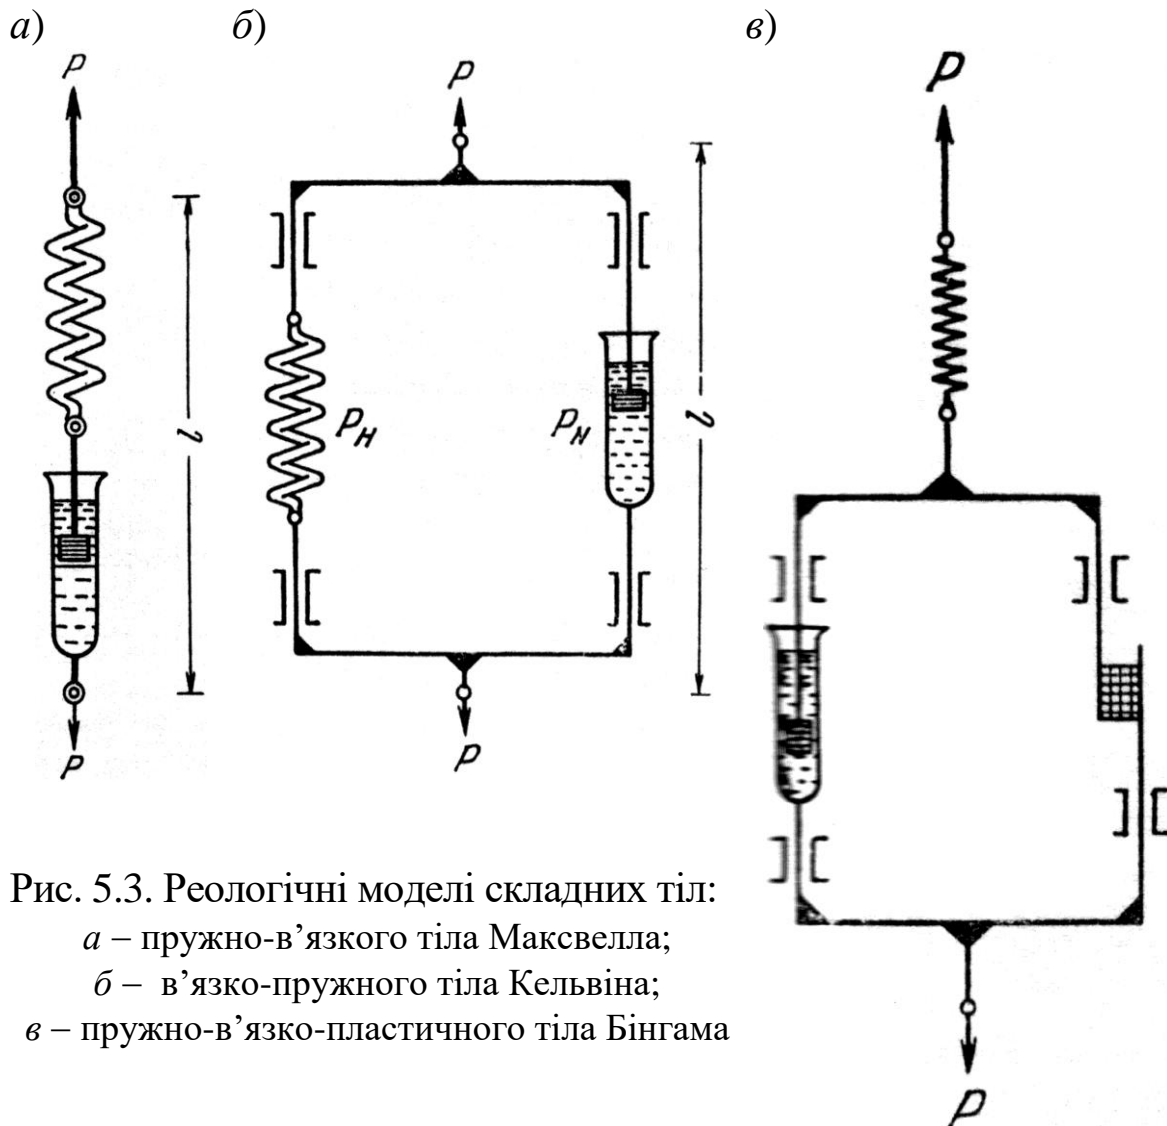 а) б) в)
P
P
P
l
P_H
P_N
l
P
P
P
Рис. 5.3. Реологічні моделі складних тіл:
а – пружно-в’язкого тіла Максвелла;
б – в’язко-пружного тіла Кельвіна;
в – пружно-в’язко-пластичного тіла Бінгама